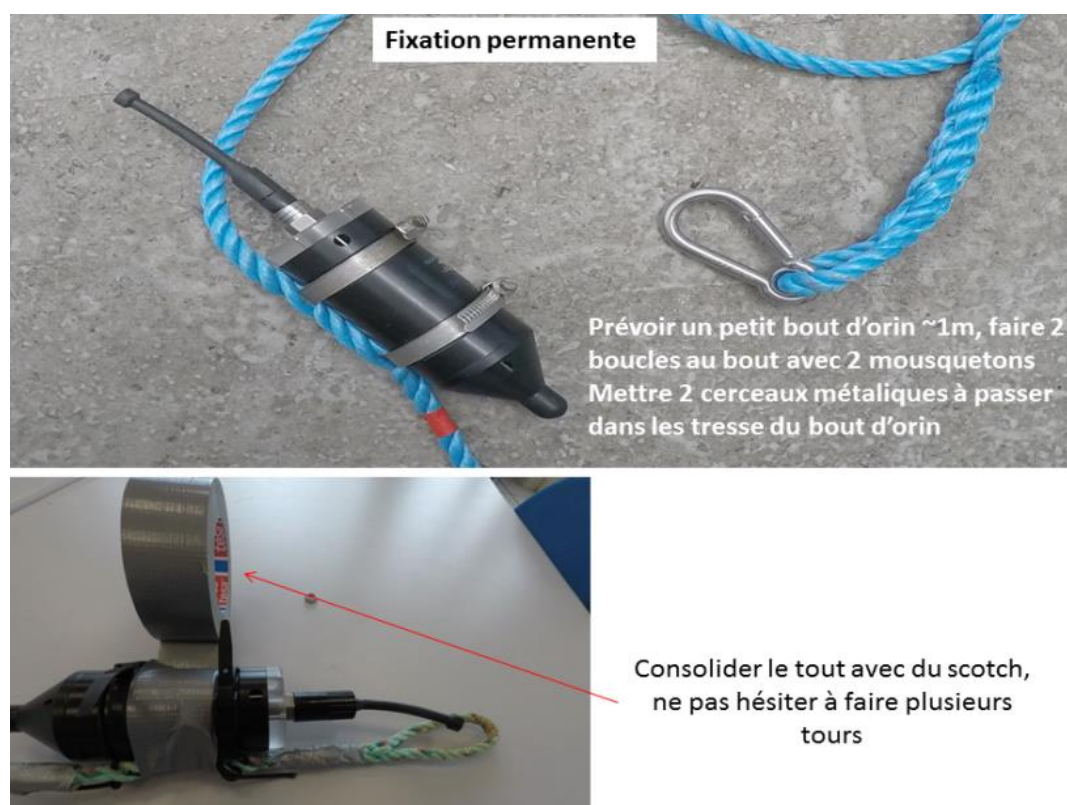 Fixation permanente
Prévoir un petit bout d'orin ~1m, faire 2
boucles au bout avec 2 mousquetons
Mettre 2 cerceaux métaliques à passer
dans les tresse du bout d'orin
tesa
Consolider le tout avec du scotch,
ne pas hésiter à faire plusieurs
tours